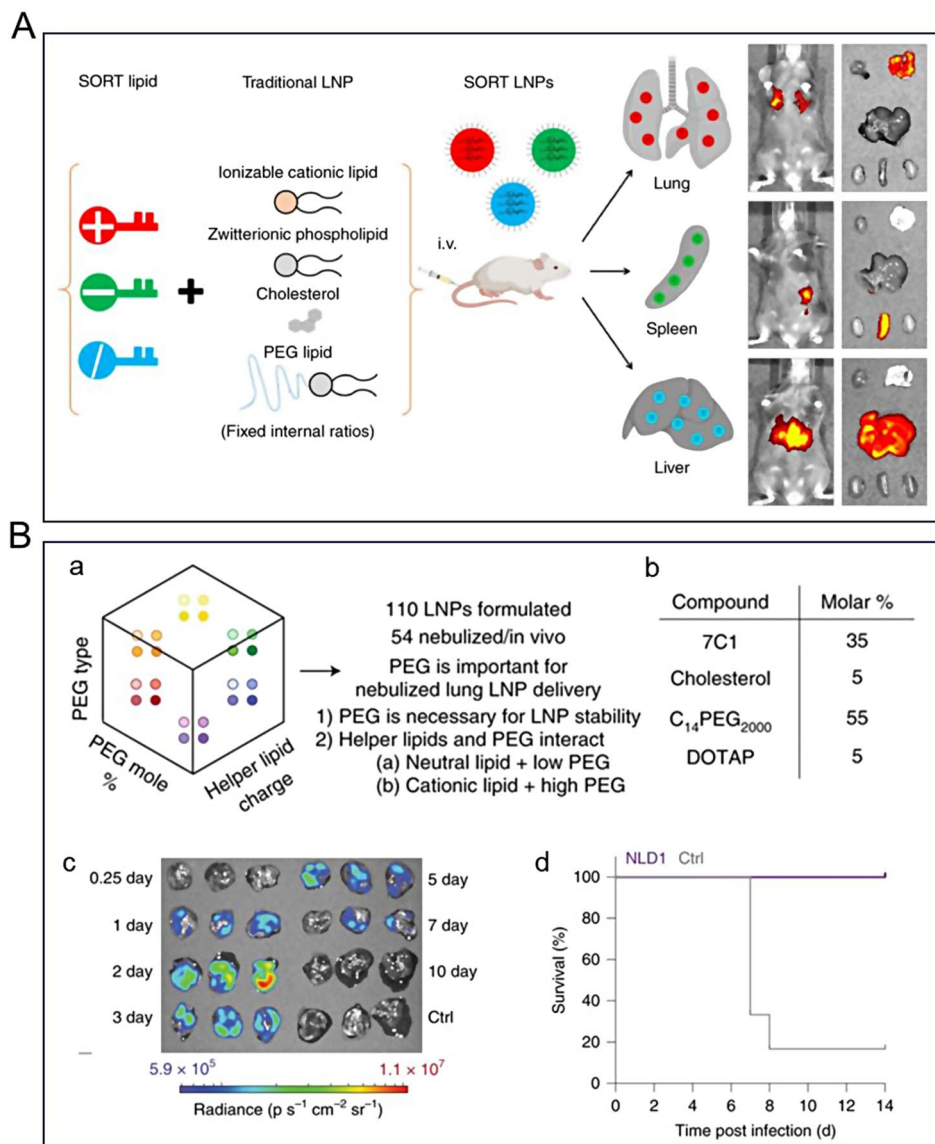 A
SORT lipid
Traditional LNP
SORT LNPs
Ionizable cationic lipid
Zwitterionic phospholipid
Cholesterol
PEG lipid
(Fixed internal ratios)
i.v.
Lung
Spleen
Liver
B
a
PEG type
PEG mole
%
Helper lipid
charge
110 LNPs formulated
54 nebulized/in vivo
PEG is important for
nebulized lung LNP delivery
1) PEG is necessary for LNP stability
2) Helper lipids and PEG interact
(a) Neutral lipid + low PEG
(b) Cationic lipid + high PEG
b
Compound Molar %
7C1 35
Cholesterol 5
C₁₄PEG₂₀₀₀ 55
DOTAP 5
c
0.25 day 5 day
1 day 7 day
2 day 10 day
3 day Ctrl
5.9 × 10⁵ 1.1 × 10⁷
Radiance (p s⁻¹ cm⁻² sr⁻¹)
d
NLD1 Ctrl
Survival (%)
100
80
60
40
20
0
0 2 4 6 8 10 12 14
Time post infection (d)